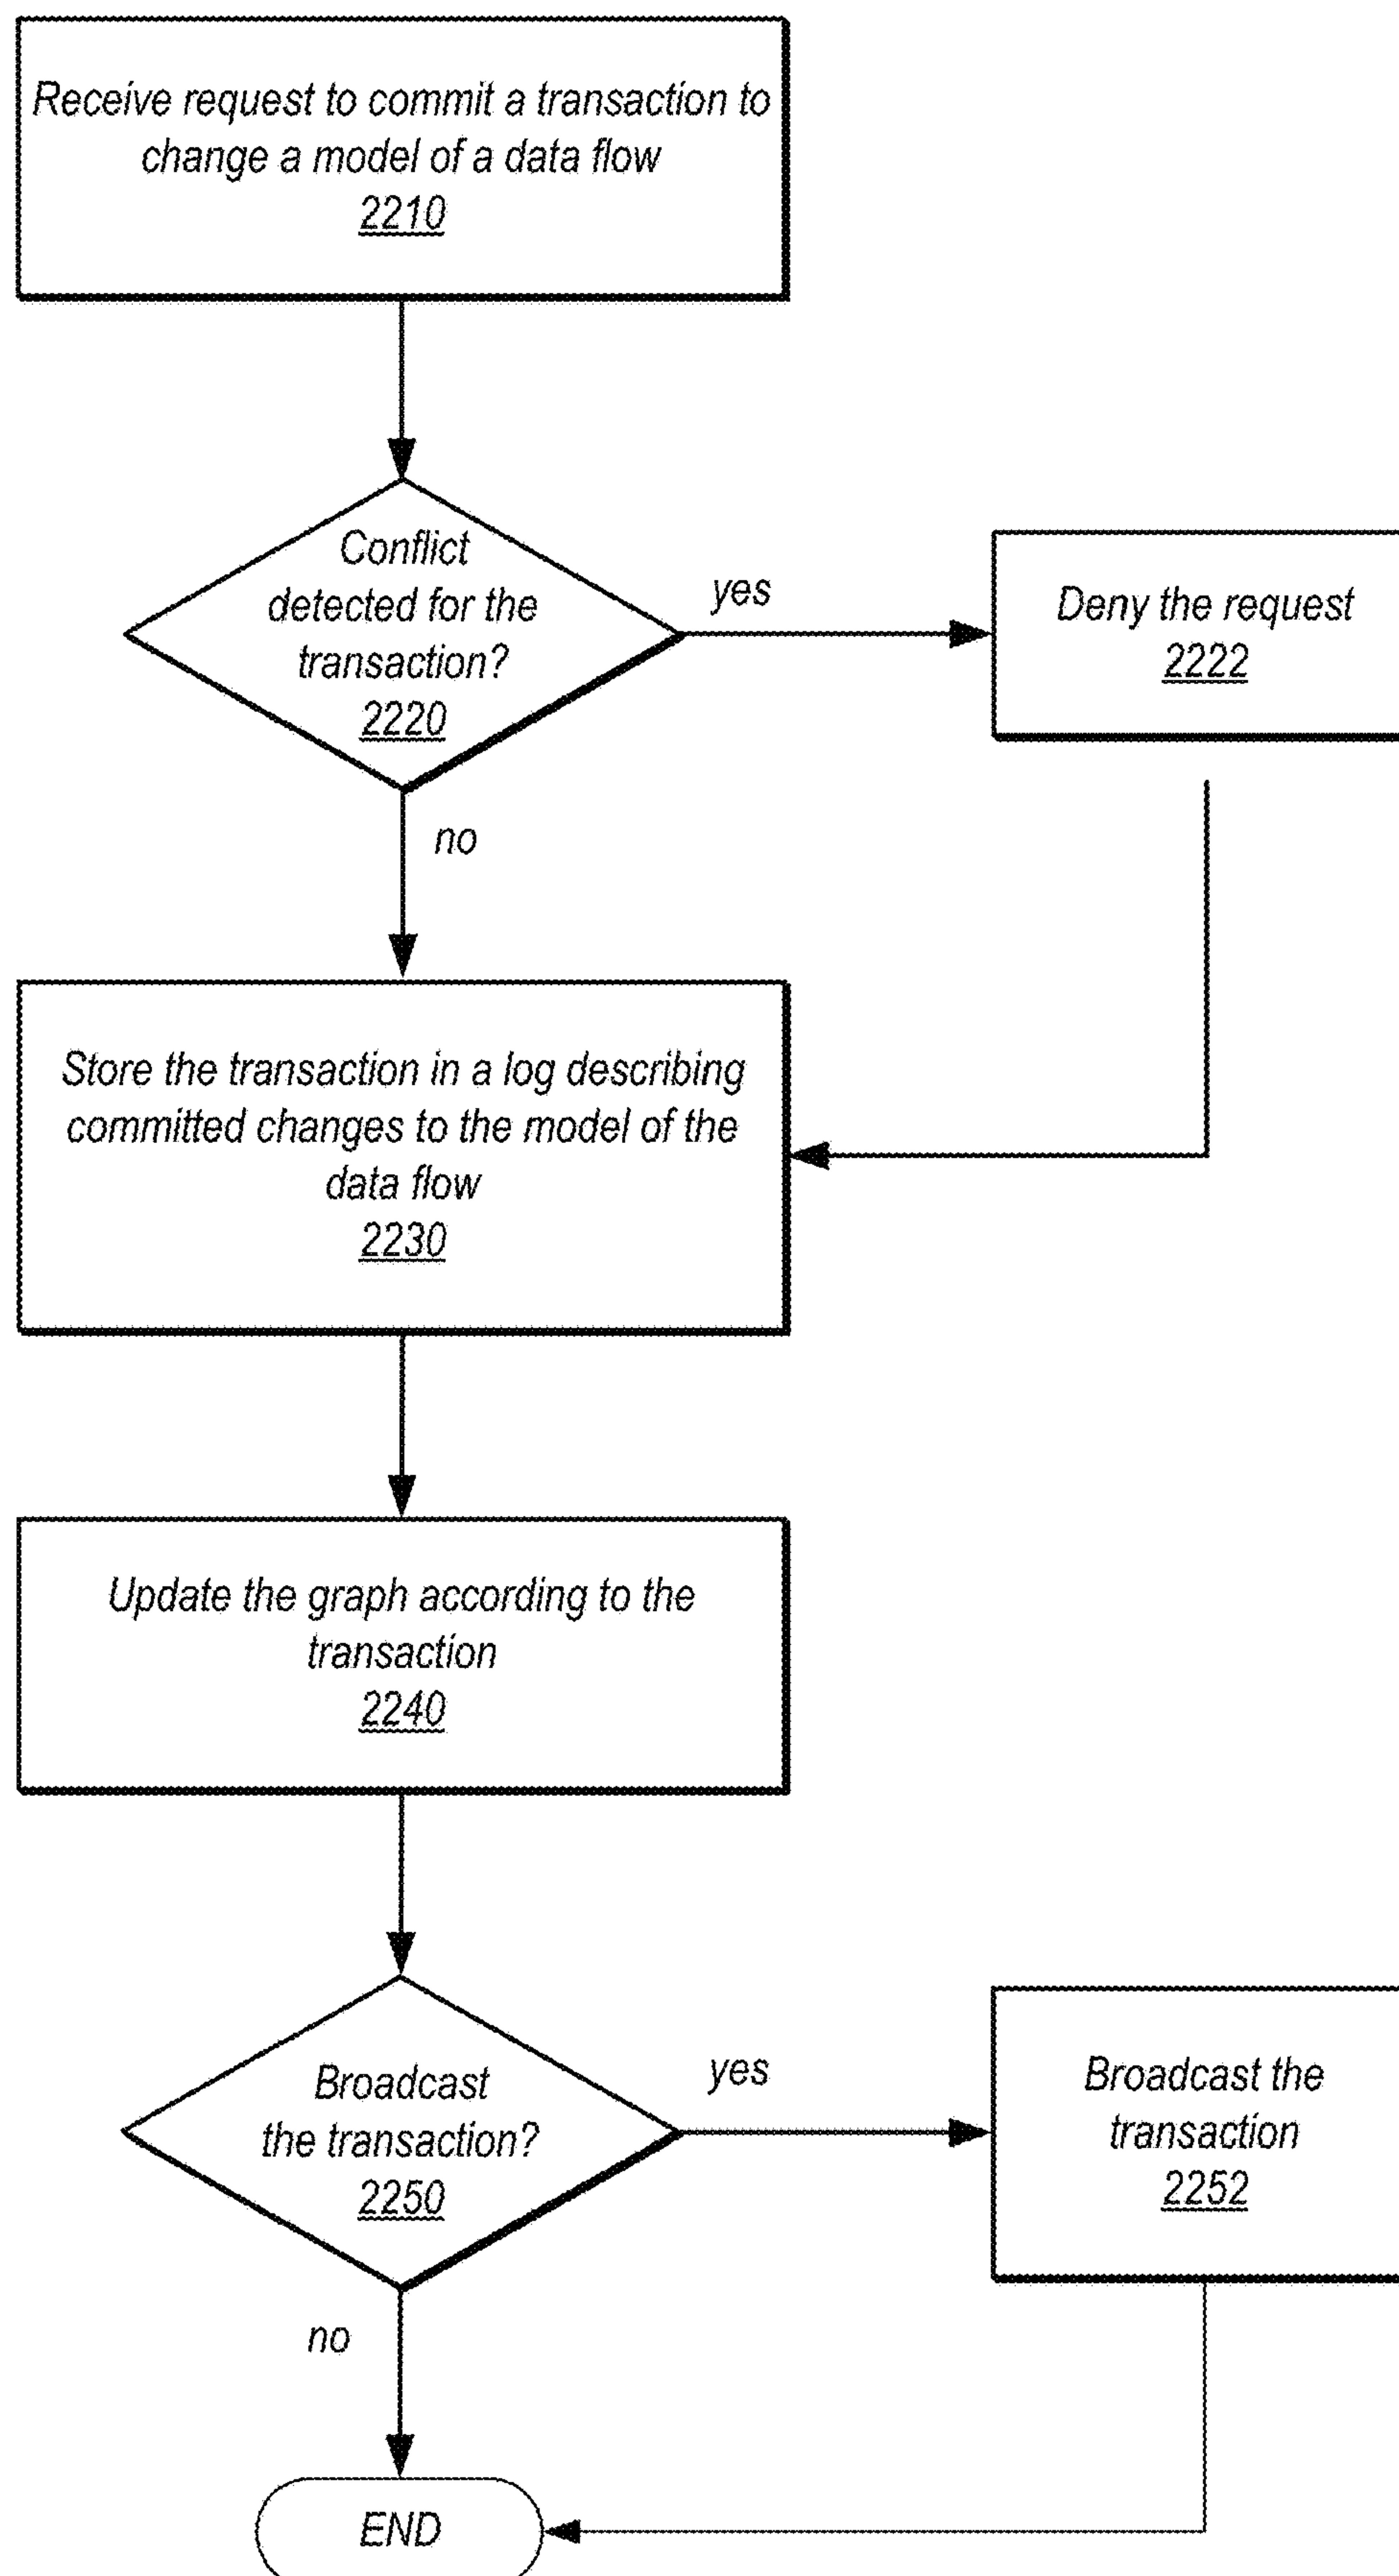 Receive request to commit a transaction to
change a model of a data flow
2210
Conflict
detected for the
transaction?
2220
yes
Deny the request
2222
no
Store the transaction in a log describing
committed changes to the model of the
data flow
2230
Update the graph according to the
transaction
2240
Broadcast
the transaction?
2250
yes
Broadcast the
transaction
2252
no
END